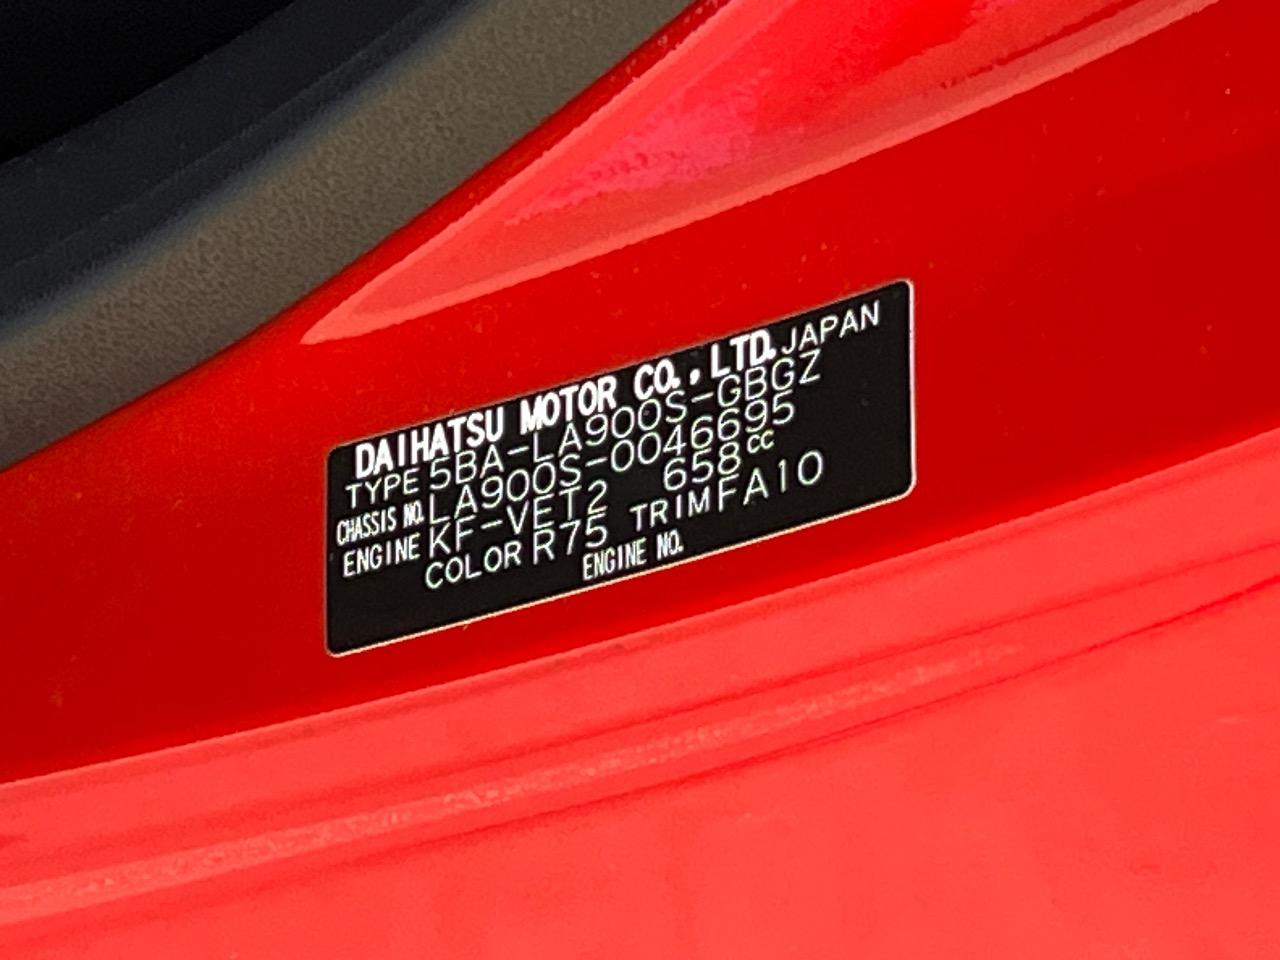 DAIHATSU MOTOR CO., LTD. JAPAN
TYPE 5BA-LA900S-GBGZ
CHASSIS NO. LA900S-0046695
ENGINE KF-VET2 658cc
COLOR R75 TRIM FA10
ENGINE NO.